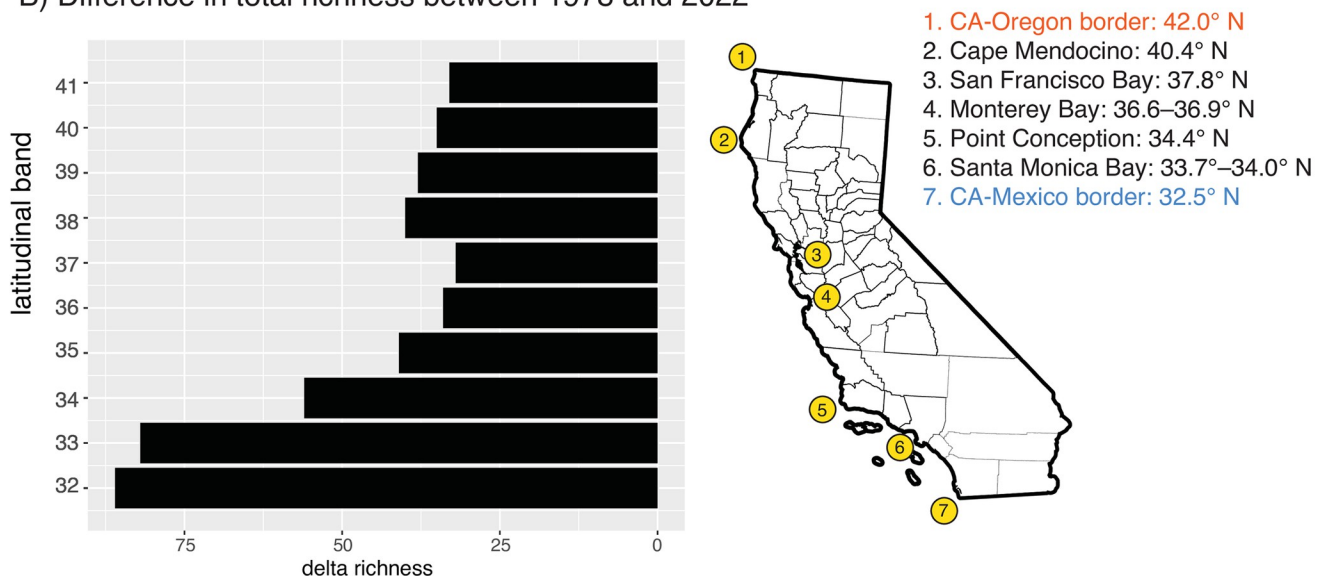 B) Difference in total richness between 1978 and 2022
41
40
39
38
37
36
35
34
33
32
latitudinal band
75
50
25
0
delta richness
1. CA-Oregon border: 42.0° N
2. Cape Mendocino: 40.4° N
3. San Francisco Bay: 37.8° N
4. Monterey Bay: 36.6–36.9° N
5. Point Conception: 34.4° N
6. Santa Monica Bay: 33.7°–34.0° N
7. CA-Mexico border: 32.5° N
1
2
3
4
5
6
7